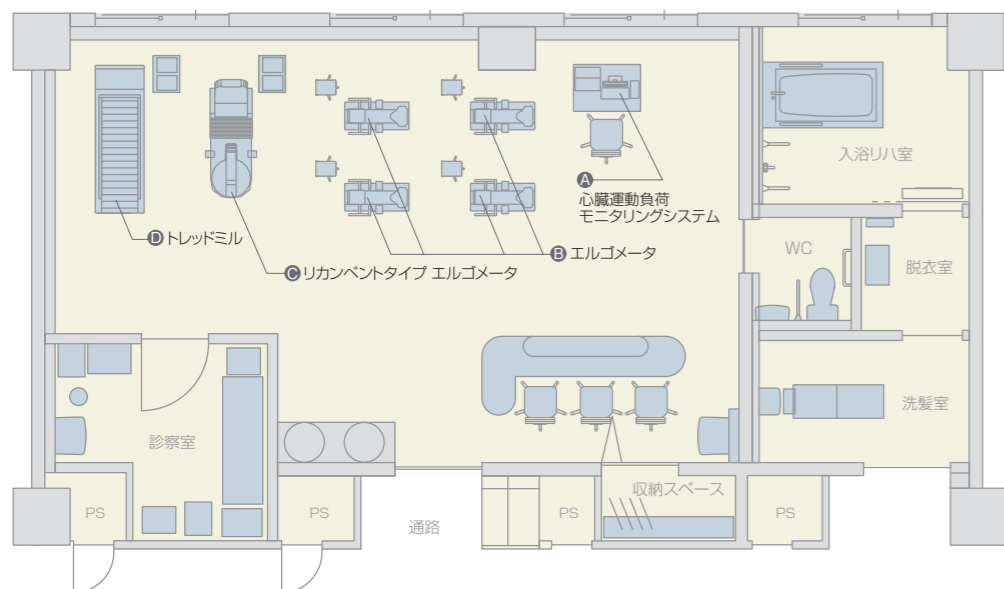 入浴リハ室
A
心臓運動負荷
モニタリングシステム
D トレッドミル
B エルゴメータ
C リカンベントタイプ エルゴメータ
WC
脱衣室
洗髪室
診察室
収納スペース
PS
PS
通路
PS
PS